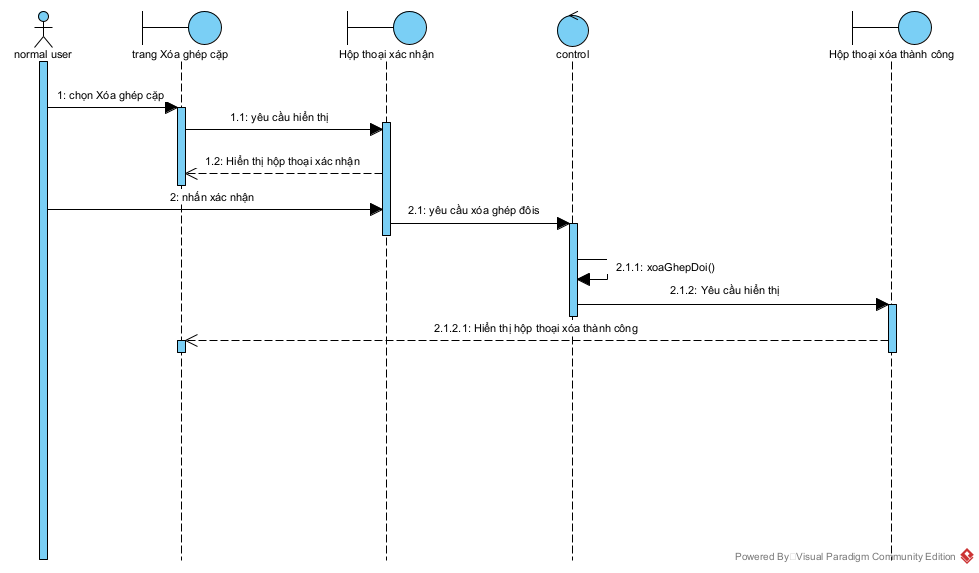 normal user
trang Xóa ghép cặp
Hộp thoại xác nhận
control
Hộp thoại xóa thành công
1: chọn Xóa ghép cặp
1.1: yêu cầu hiển thị
1.2: Hiển thị hộp thoại xác nhận
2: nhấn xác nhận
2.1: yêu cầu xóa ghép đôis
2.1.1: xoaGhepDoi()
2.1.2: Yêu cầu hiển thị
2.1.2.1: Hiển thị hộp thoại xóa thành công
Powered By Visual Paradigm Community Edition